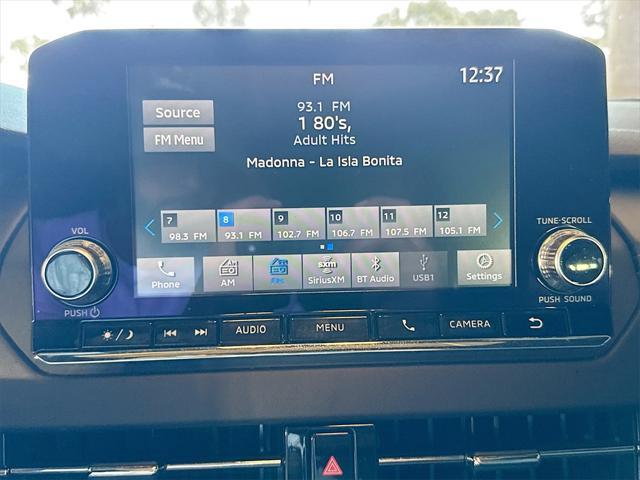 FM
12:37
Source
FM Menu
93.1 FM
1 80's,
Adult Hits
Madonna - La Isla Bonita
7 8 9 10 11 12
98.3 FM 93.1 FM 102.7 FM 106.7 FM 107.5 FM 105.1 FM
Phone AM FM SiriusXM BT Audio USB1 Settings
sxm
VOL
PUSH
TUNE·SCROLL
PUSH SOUND
AUDIO MENU CAMERA